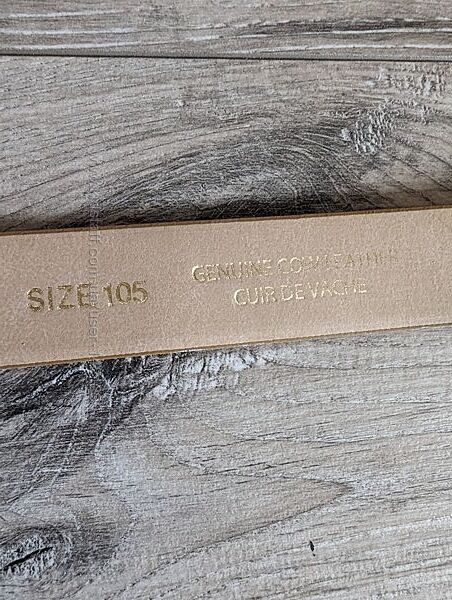 SIZE 105
GENUINE COW LEATHER
CUIR DE VACHE